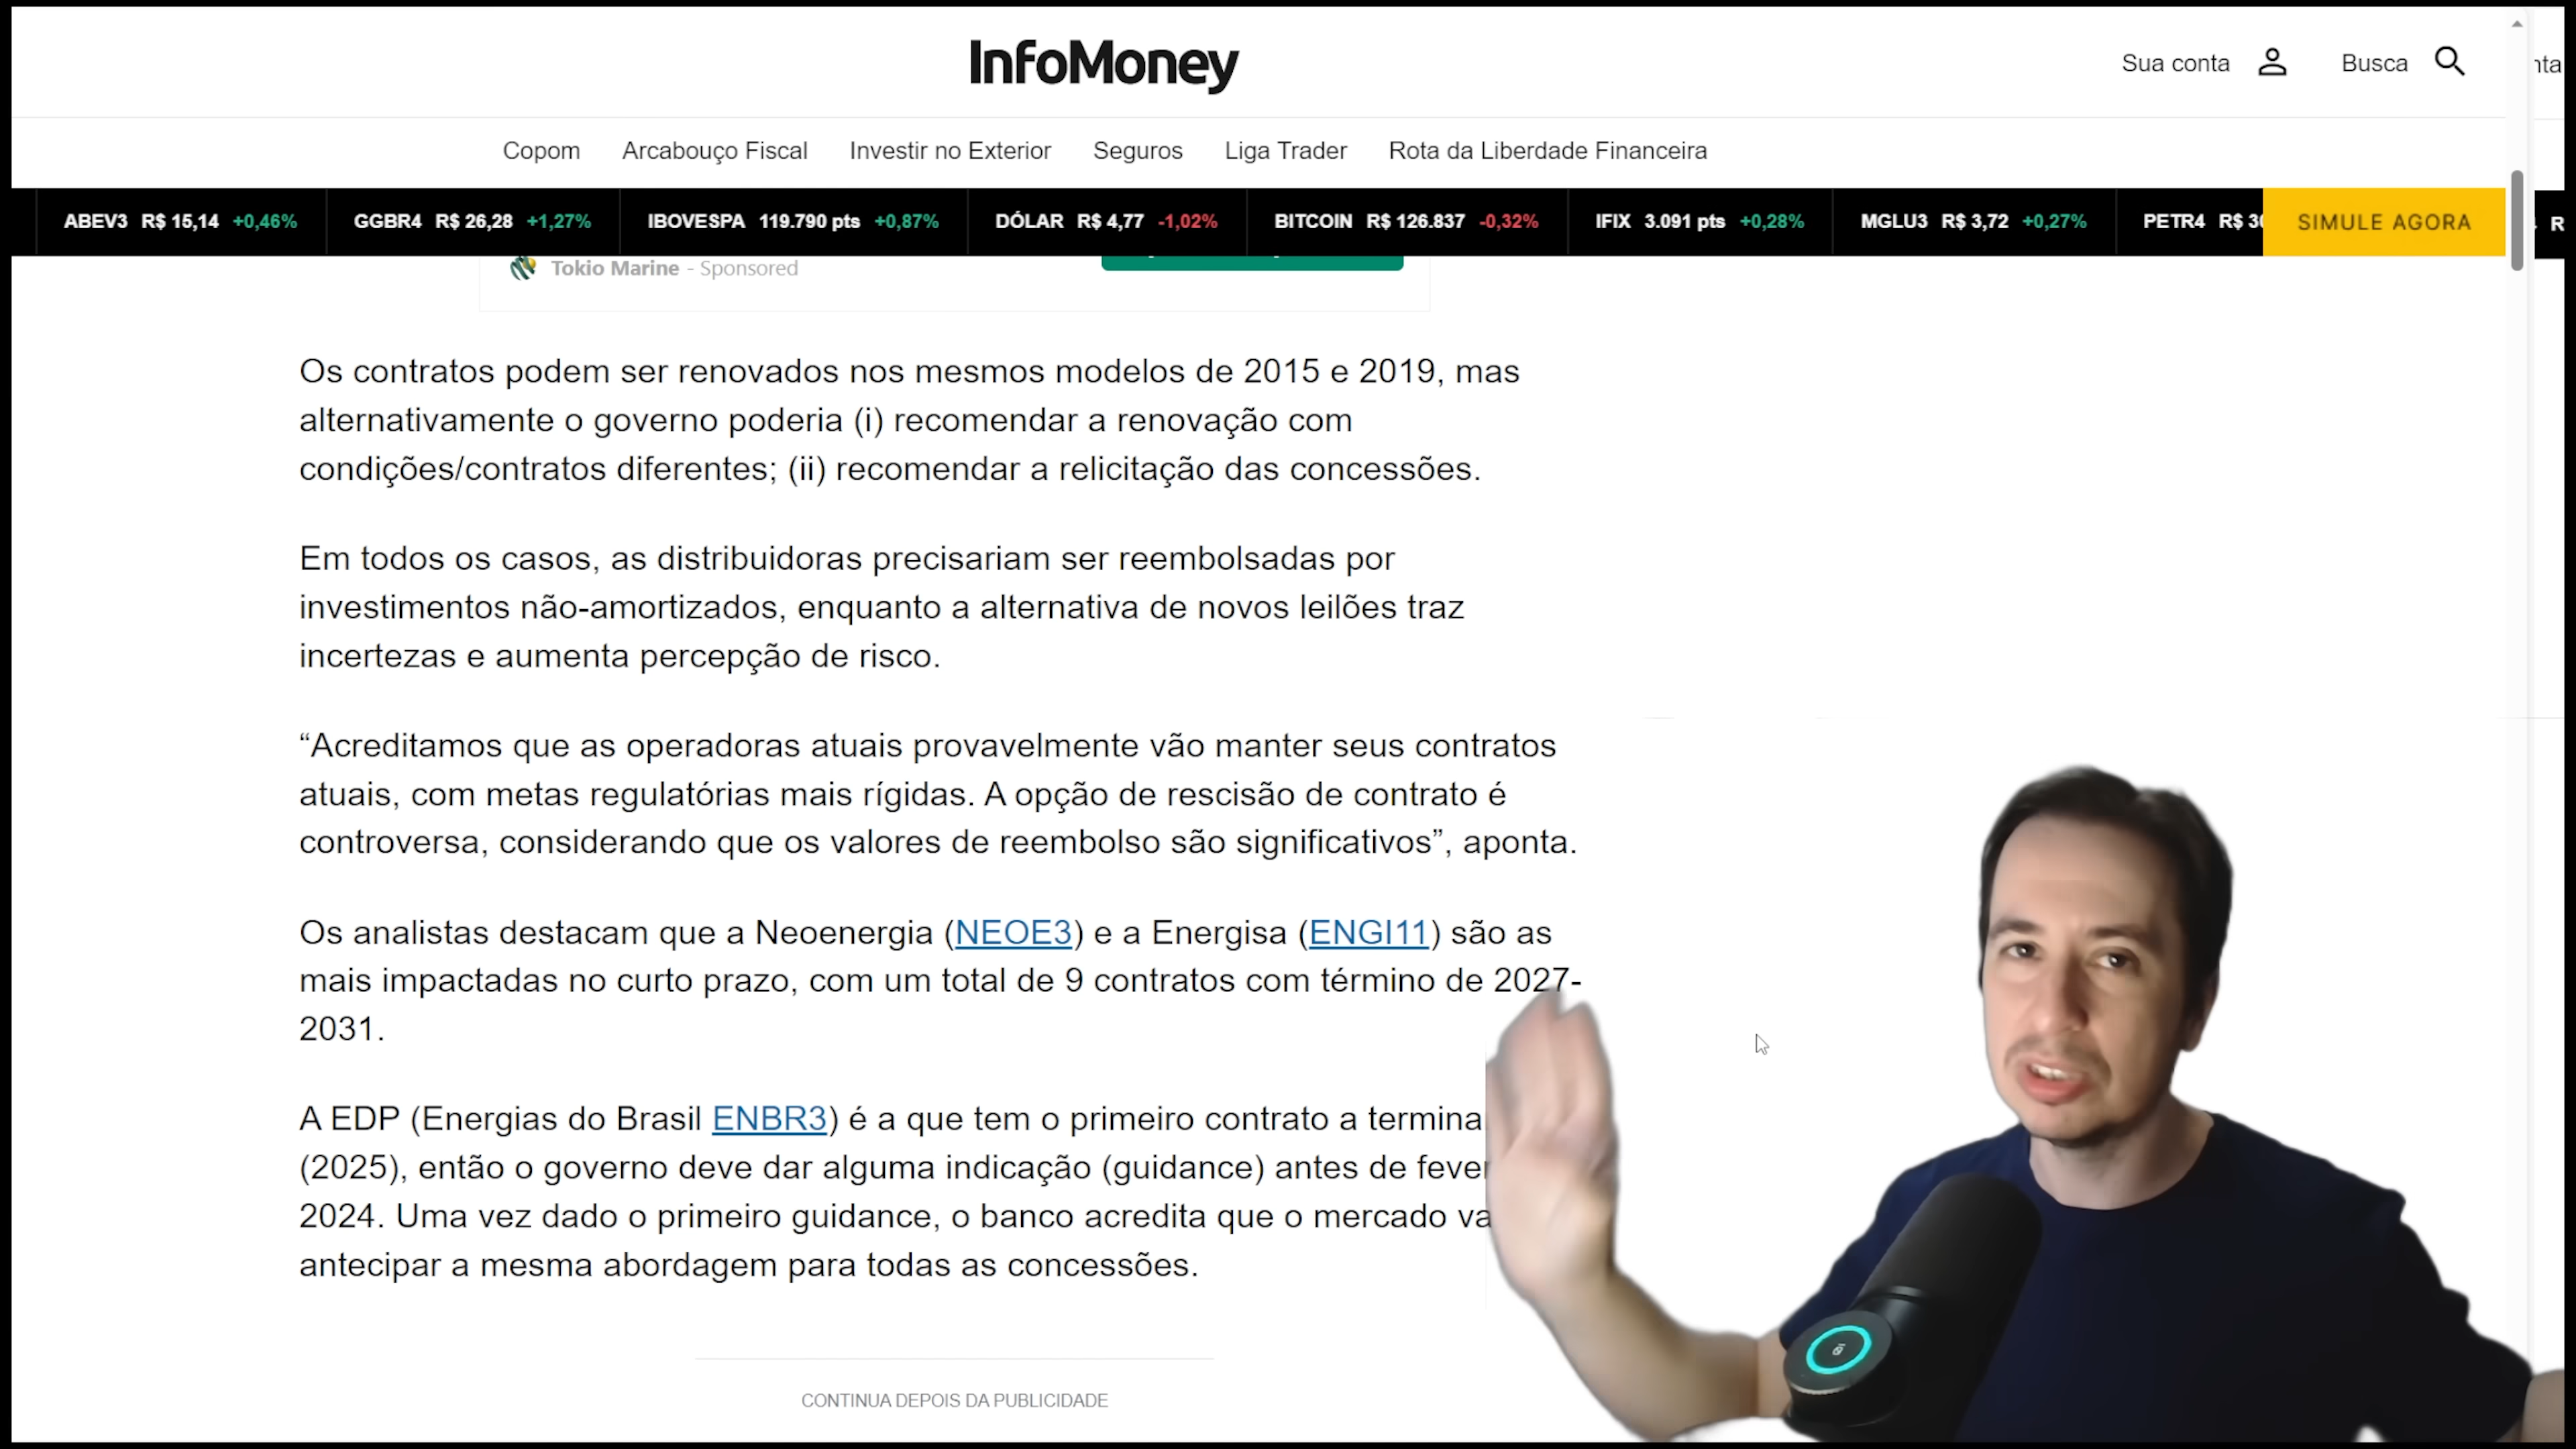 InfoMoney
Sua conta
Busca
Copom Arcabouço Fiscal Investir no Exterior Seguros Liga Trader Rota da Liberdade Financeira
ABEV3 R$ 15,14 +0,46% GGBR4 R$ 26,28 +1,27% IBOVESPA 119.790 pts +0,87% DÓLAR R$ 4,77 -1,02% BITCOIN R$ 126.837 -0,32% IFIX 3.091 pts +0,28% MGLU3 R$ 3,72 +0,27% PETR4 R$ SIMULE AGORA
Tokio Marine - Sponsored
Os contratos podem ser renovados nos mesmos modelos de 2015 e 2019, mas
alternativamente o governo poderia (i) recomendar a renovação com
condições/contratos diferentes; (ii) recomendar a relicitação das concessões.
Em todos os casos, as distribuidoras precisariam ser reembolsadas por
investimentos não-amortizados, enquanto a alternativa de novos leilões traz
incertezas e aumenta percepção de risco.
“Acreditamos que as operadoras atuais provavelmente vão manter seus contratos
atuais, com metas regulatórias mais rígidas. A opção de rescisão de contrato é
controversa, considerando que os valores de reembolso são significativos”, aponta.
Os analistas destacam que a Neoenergia (NEOE3) e a Energisa (ENGI11) são as
mais impactadas no curto prazo, com um total de 9 contratos com término de 2027-
2031.
A EDP (Energias do Brasil ENBR3) é a que tem o primeiro contrato a termina
(2025), então o governo deve dar alguma indicação (guidance) antes de fever
2024. Uma vez dado o primeiro guidance, o banco acredita que o mercado va
antecipar a mesma abordagem para todas as concessões.
CONTINUA DEPOIS DA PUBLICIDADE